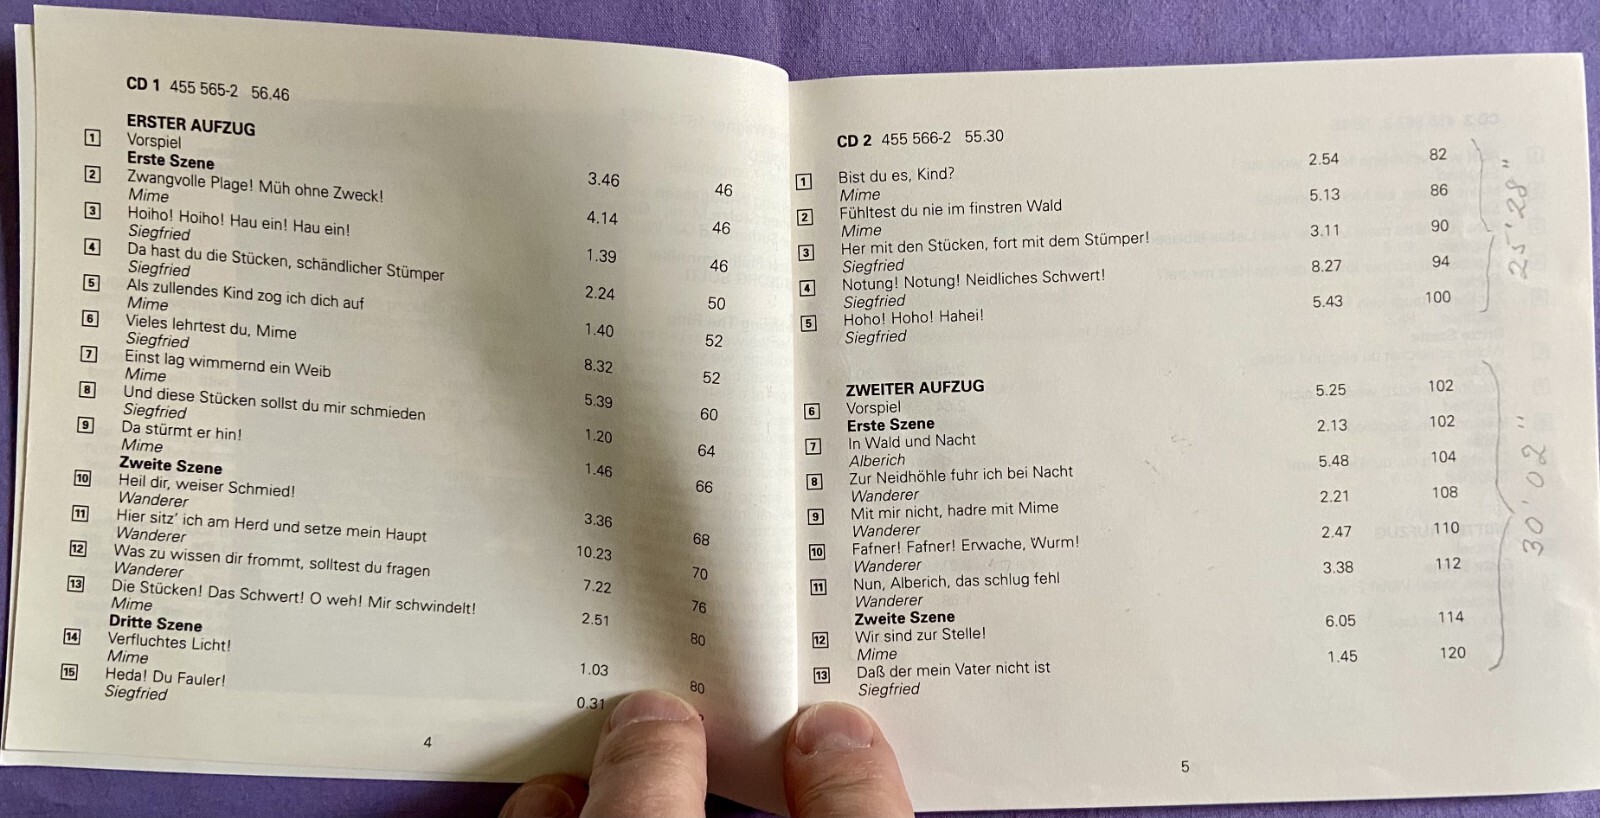 CD 1 455 565-2 56.46
ERSTER AUFZUG
1 Vorspiel 3.46 46
Erste Szene
2 Zwangvolle Plage! Müh ohne Zweck! 4.14 46
Mime
3 Hoiho! Hoiho! Hau ein! Hau ein! 1.39 46
Siegfried
4 Da hast du die Stücken, schändlicher Stümper 2.24 50
Siegfried
5 Als zullendes Kind zog ich dich auf 1.40 52
Mime
6 Vieles lehrtest du, Mime 8.32 52
Siegfried
7 Einst lag wimmernd ein Weib 5.39 60
Mime
8 Und diese Stücken sollst du mir schmieden 1.20 64
Siegfried
9 Da stürmt er hin! 1.46 66
Mime
Zweite Szene
10 Heil dir, weiser Schmied! 3.36 68
Wanderer
11 Hier sitz' ich am Herd und setze mein Haupt 10.23 70
Wanderer
12 Was zu wissen dir frommt, solltest du fragen 7.22 76
Wanderer
13 Die Stücken! Das Schwert! O weh! Mir schwindelt! 2.51 80
Mime
Dritte Szene
14 Verfluchtes Licht! 1.03 80
Mime
15 Heda! Du Fauler! 0.31
Siegfried
4
CD 2 455 566-2 55.30
1 Bist du es, Kind? 2.54 82
Mime
2 Fühltest du nie im finstren Wald 5.13 86
Mime
3 Her mit den Stücken, fort mit dem Stümper! 3.11 90
Siegfried
4 Notung! Notung! Neidliches Schwert! 8.27 94
Siegfried
5 Hoho! Hoho! Hahei! 5.43 100
Siegfried
25'28"
ZWEITER AUFZUG
6 Vorspiel 5.25 102
Erste Szene
7 In Wald und Nacht 2.13 102
Alberich
8 Zur Neidhöhle fuhr ich bei Nacht 5.48 104
Wanderer
9 Mit mir nicht, hadre mit Mime 2.21 108
Wanderer
10 Fafner! Fafner! Erwache, Wurm! 2.47 110
Wanderer
11 Nun, Alberich, das schlug fehl 3.38 112
Wanderer
Zweite Szene
12 Wir sind zur Stelle! 6.05 114
Mime
13 Daß der mein Vater nicht ist 1.45 120
Siegfried
30'02"
5